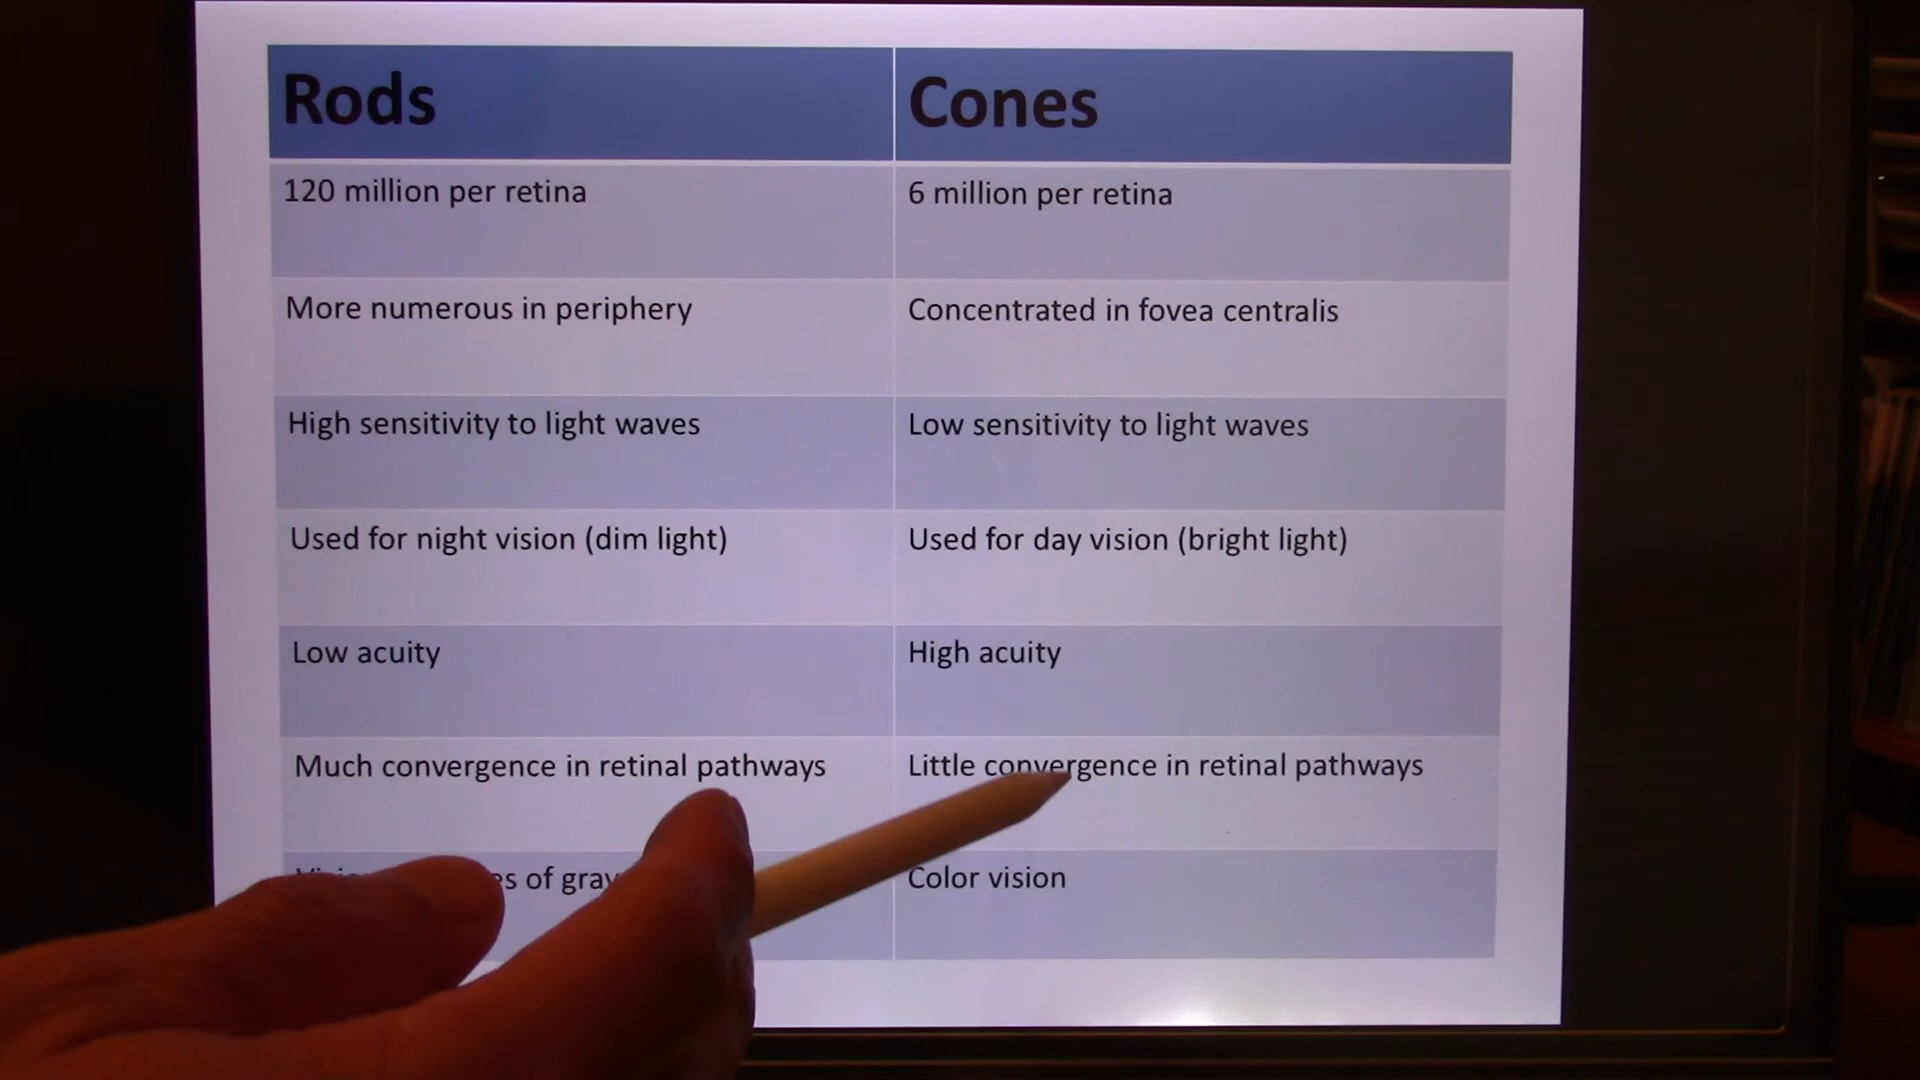 Rods
Cones
120 million per retina
6 million per retina
More numerous in periphery
Concentrated in fovea centralis
High sensitivity to light waves
Low sensitivity to light waves
Used for night vision (dim light)
Used for day vision (bright light)
Low acuity
High acuity
Much convergence in retinal pathways
Little convergence in retinal pathways
of gray
Color vision